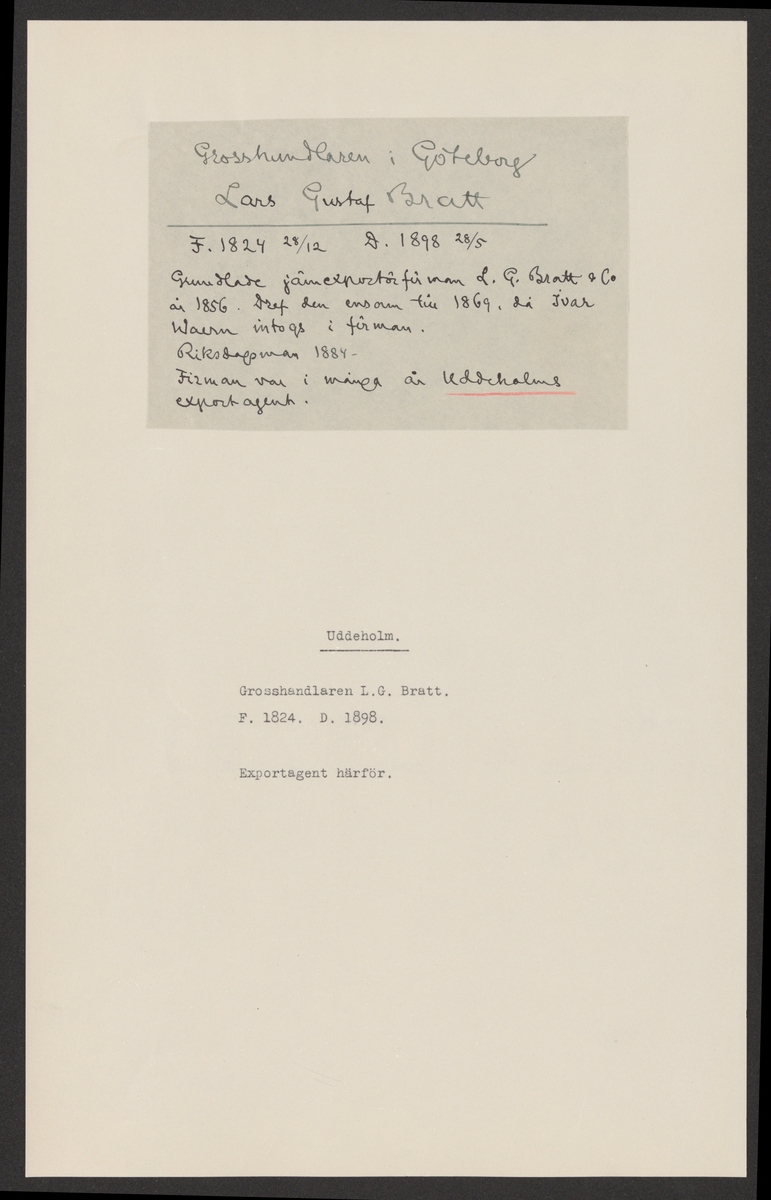 Grosshandlaren i Göteborg
Lars Gustaf Bratt
F. 1824 28/12 D. 1898 28/5
Grundlade järnexportörfirman L. G. Bratt & Co
år 1856. Dref den ensam till 1869, då Ivar
Waern intogs i firman.
Riksdagsman 1884-
Firman var i många år Uddeholms
exportagent.
Uddeholm.
Grosshandlaren L.G. Bratt.
F. 1824. D. 1898.
Exportagent härför.